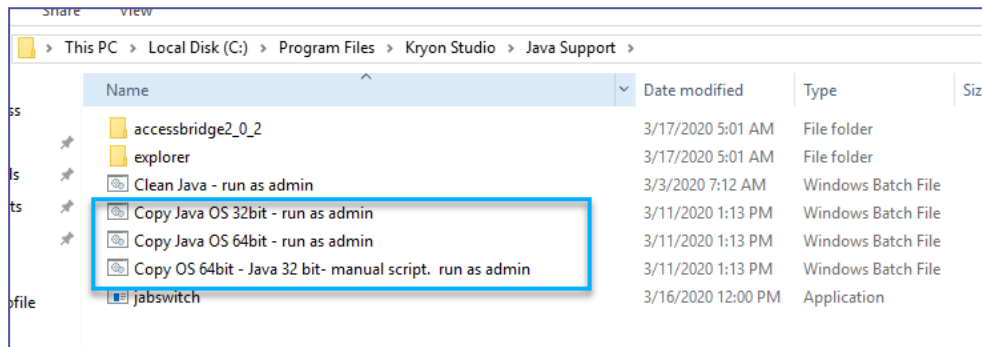 Share View
This PC > Local Disk (C:) > Program Files > Kryon Studio > Java Support >
Name Date modified Type Siz
ss
accessbridge2_0_2 3/17/2020 5:01 AM File folder
explorer 3/17/2020 5:01 AM File folder
ls Clean Java - run as admin 3/3/2020 7:12 AM Windows Batch File
ts Copy Java OS 32bit - run as admin 3/11/2020 1:13 PM Windows Batch File
Copy Java OS 64bit - run as admin 3/11/2020 1:13 PM Windows Batch File
Copy OS 64bit - Java 32 bit- manual script. run as admin 3/11/2020 1:13 PM Windows Batch File
ofile jabswitch 3/16/2020 12:00 PM Application